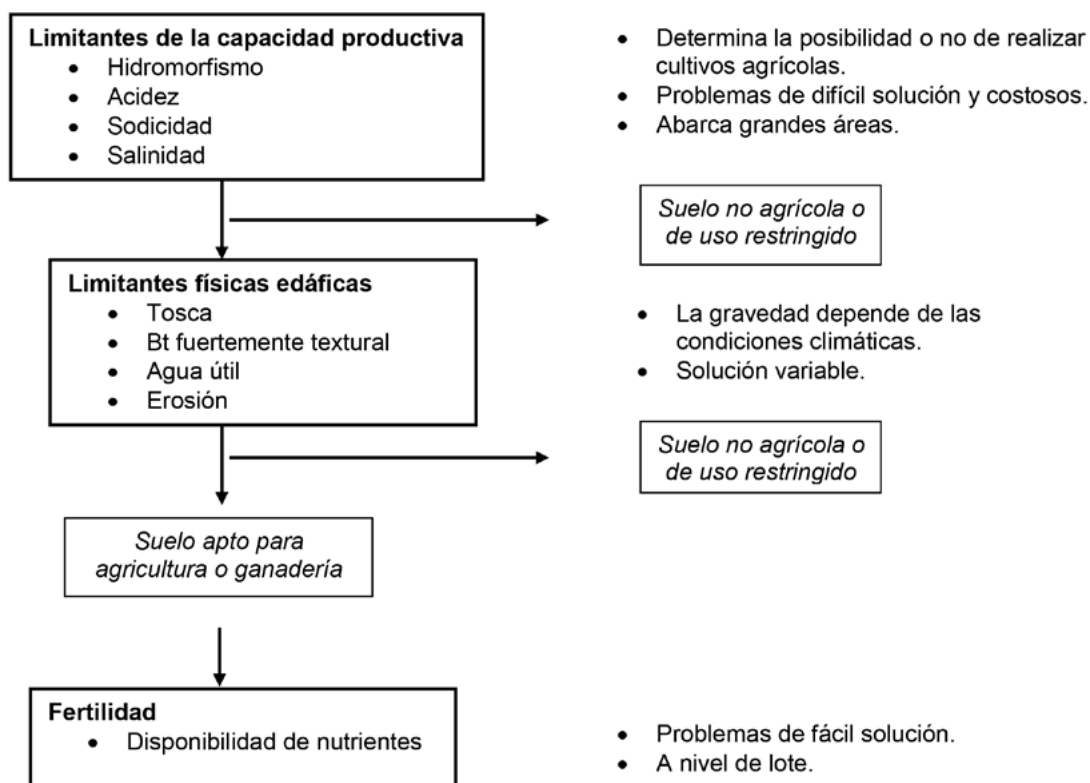 Limitantes de la capacidad productiva
• Hidromorfismo
• Acidez
• Sodicidad
• Salinidad
• Determina la posibilidad o no de realizar
cultivos agrícolas.
• Problemas de difícil solución y costosos.
• Abarca grandes áreas.
Suelo no agrícola o
de uso restringido
Limitantes físicas edáficas
• Tosca
• Bt fuertemente textural
• Agua útil
• Erosión
• La gravedad depende de las
condiciones climáticas.
• Solución variable.
Suelo no agrícola o
de uso restringido
Suelo apto para
agricultura o ganadería
Fertilidad
• Disponibilidad de nutrientes
• Problemas de fácil solución.
• A nivel de lote.